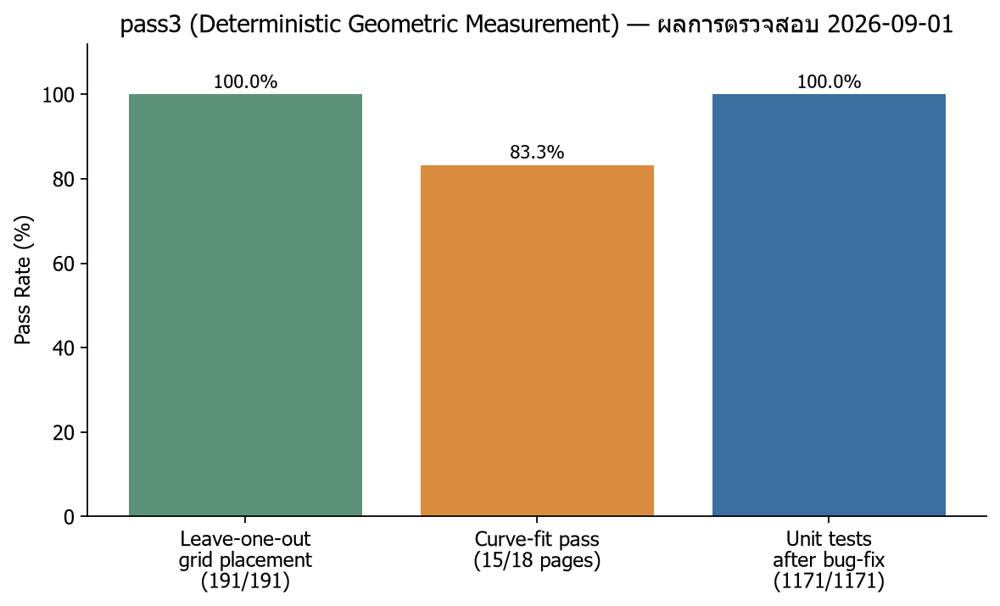 pass3 (Deterministic Geometric Measurement) — ผลการตรวจสอบ 2026-09-01
Pass Rate (%)
100
80
60
40
20
0
100.0%
83.3%
100.0%
Leave-one-out
grid placement
(191/191)
Curve-fit pass
(15/18 pages)
Unit tests
after bug-fix
(1171/1171)